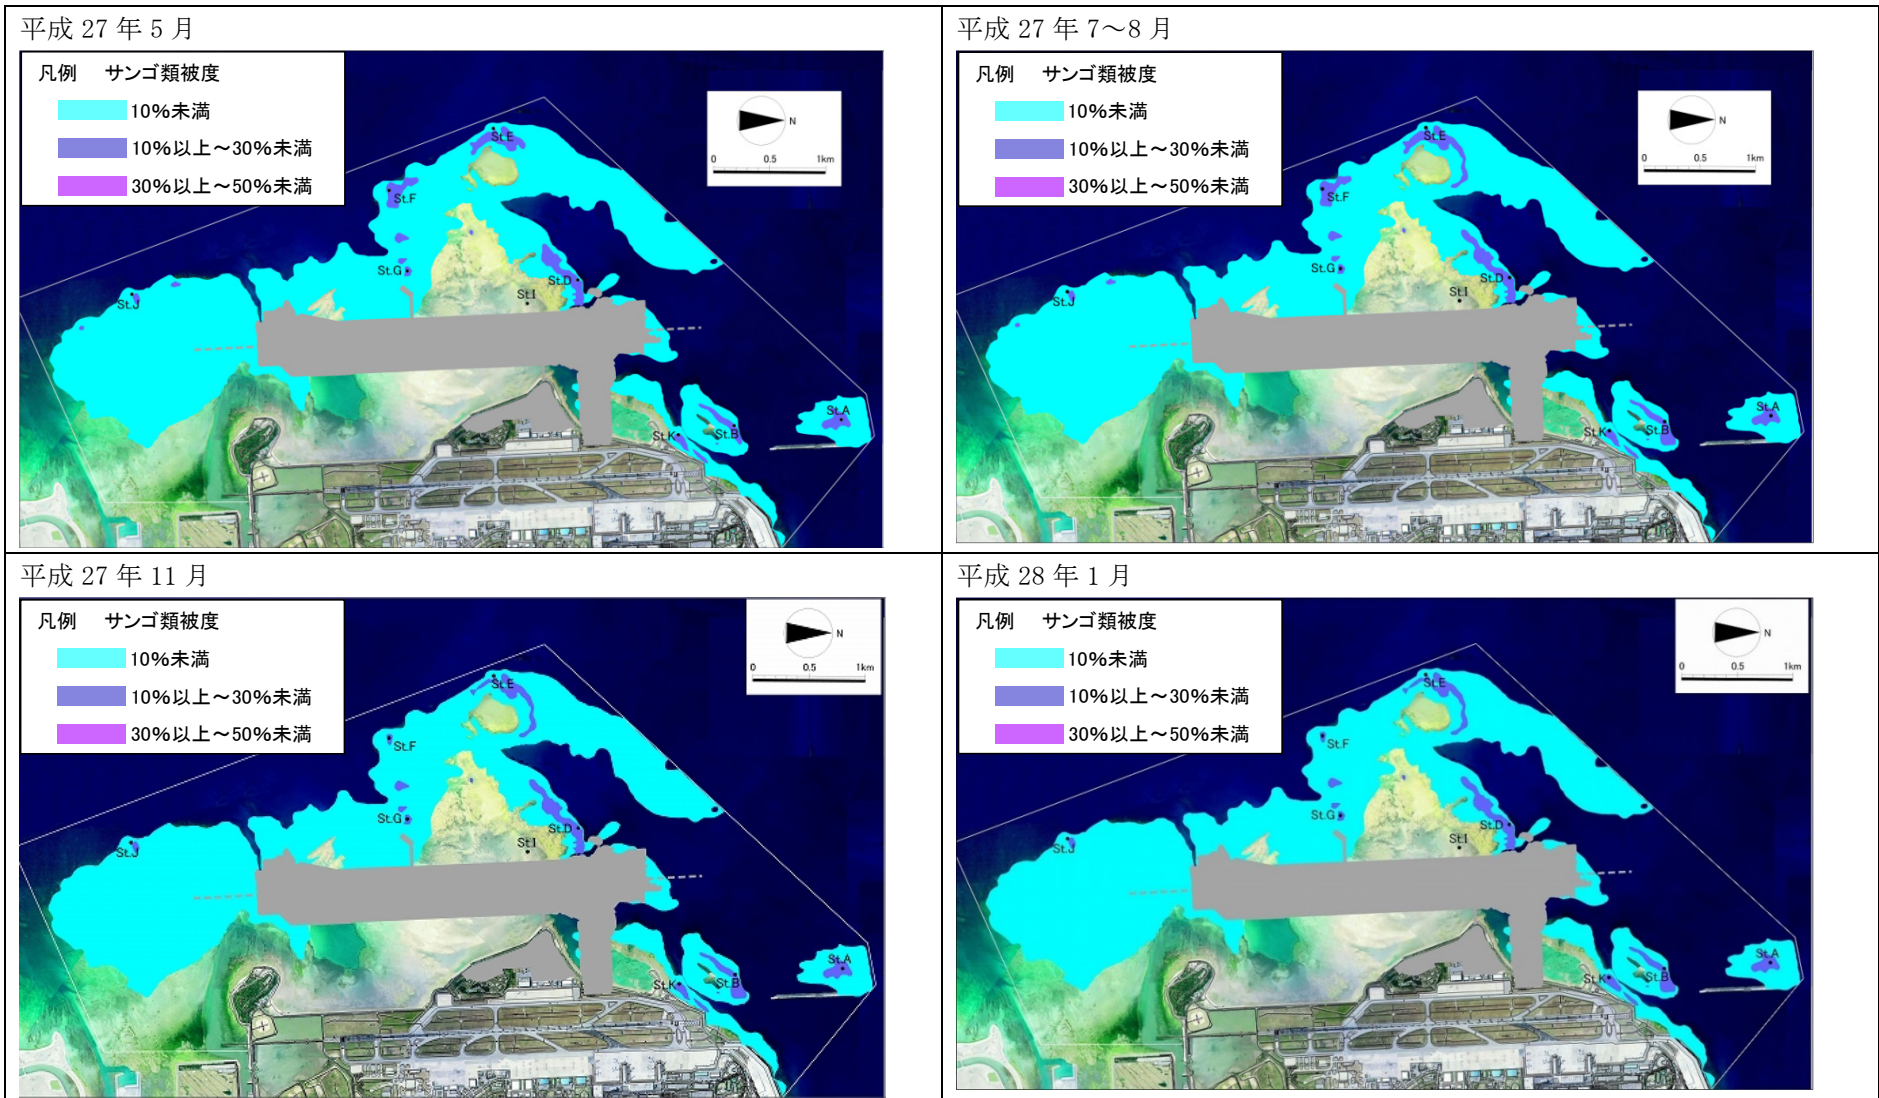 平成 27 年 5 月
凡例 サンゴ類被度
10%未満
10%以上～30%未満
30%以上～50%未満
N
0 0.5 1km
St.E
St.F
St.G
St.D
St.J
St.I
St.A
St.K
St.B
平成 27 年 7～8 月
凡例 サンゴ類被度
10%未満
10%以上～30%未満
30%以上～50%未満
N
0 0.5 1km
St.E
St.F
St.G
St.D
St.J
St.I
St.A
St.K
St.B
平成 27 年 11 月
凡例 サンゴ類被度
10%未満
10%以上～30%未満
30%以上～50%未満
N
0 0.5 1km
St.E
St.F
St.G
St.D
St.J
St.I
St.A
St.K
St.B
平成 28 年 1 月
凡例 サンゴ類被度
10%未満
10%以上～30%未満
30%以上～50%未満
N
0 0.5 1km
St.E
St.F
St.G
St.D
St.J
St.I
St.A
St.K
St.B